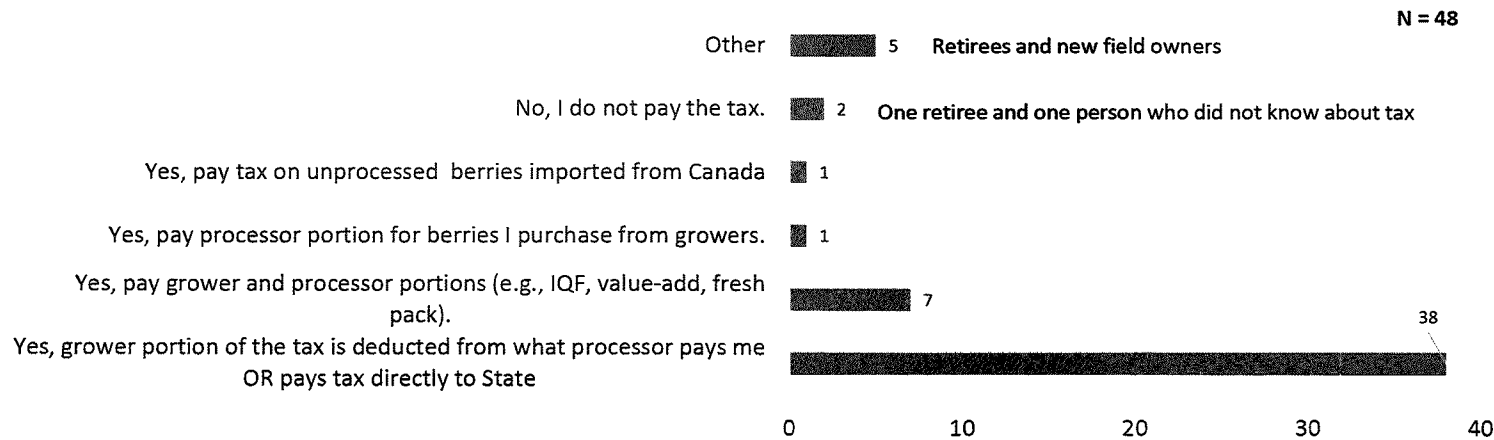 N = 48
Other
5 Retirees and new field owners
No, I do not pay the tax.
2 One retiree and one person who did not know about tax
Yes, pay tax on unprocessed berries imported from Canada
1
Yes, pay processor portion for berries I purchase from growers.
1
Yes, pay grower and processor portions (e.g., IQF, value-add, fresh
pack).
7
38
Yes, grower portion of the tax is deducted from what processor pays me
OR pays tax directly to State
0 10 20 30 40